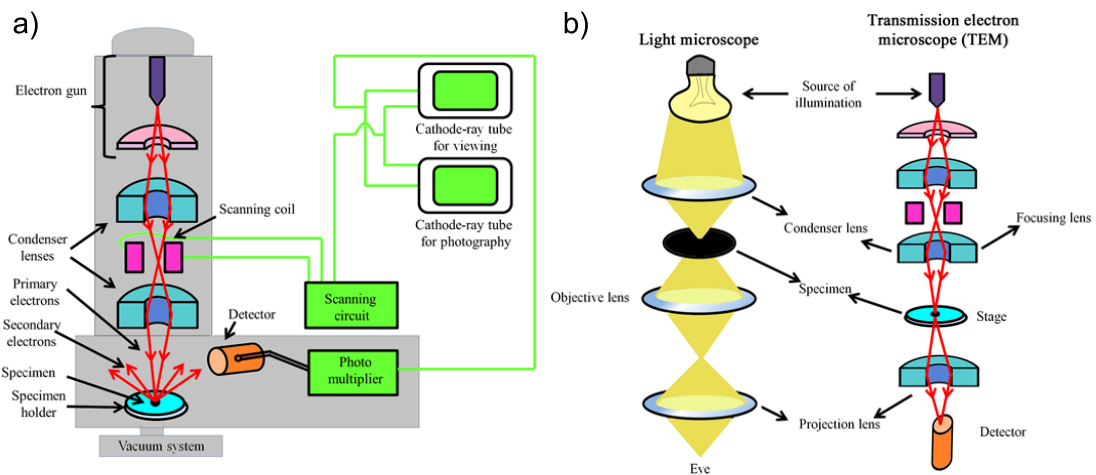 a)
Electron gun
Cathode-ray tube
for viewing
Cathode-ray tube
for photography
Scanning coil
Condenser
lenses
Primary
electrons
Secondary
electrons
Specimen
Specimen
holder
Detector
Scanning
circuit
Photo
multiplier
Vacuum system
b)
Light microscope
Transmission electron
microscope (TEM)
Source of
illumination
Condenser lens
Focusing lens
Specimen
Objective lens
Stage
Projection lens
Detector
Eye